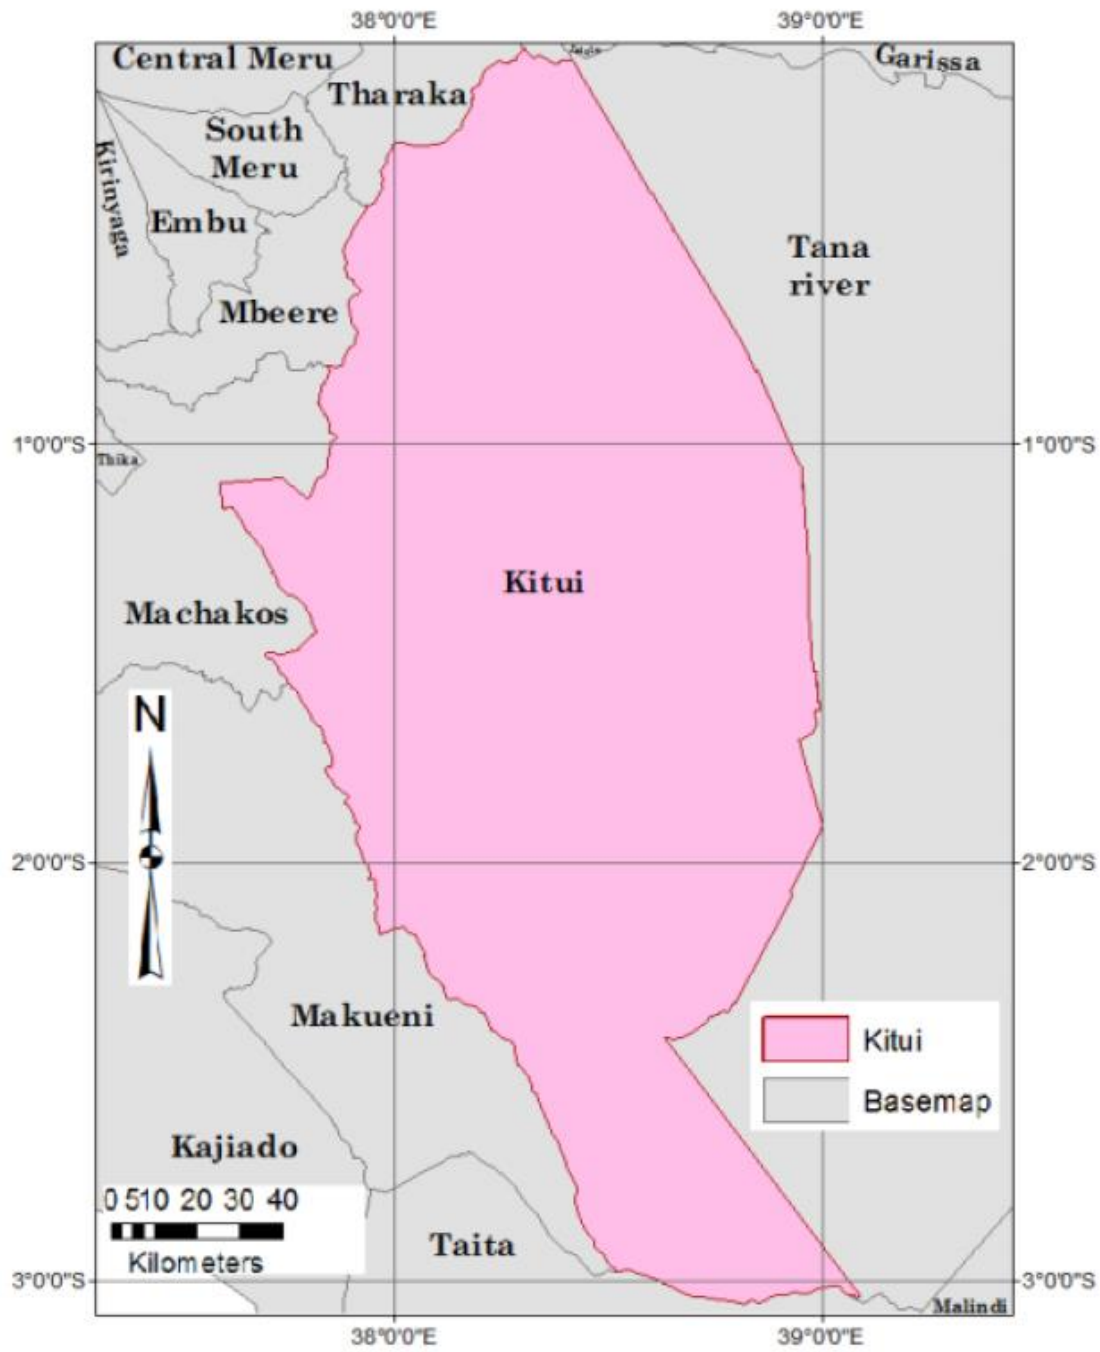 38°0'0"E
39°0'0"E
Central Meru
Garissa
Tharaka
South
Meru
Kirinyaga
Embu
Tana
river
Mbeere
1°0'0"S
1°0'0"S
Thika
Kitui
Machakos
N
2°0'0"S
2°0'0"S
Makueni
Kitui
Basemap
Kajiado
0 510 20 30 40
Kilometers
Taita
3°0'0"S
3°0'0"S
Malindi
38°0'0"E
39°0'0"E